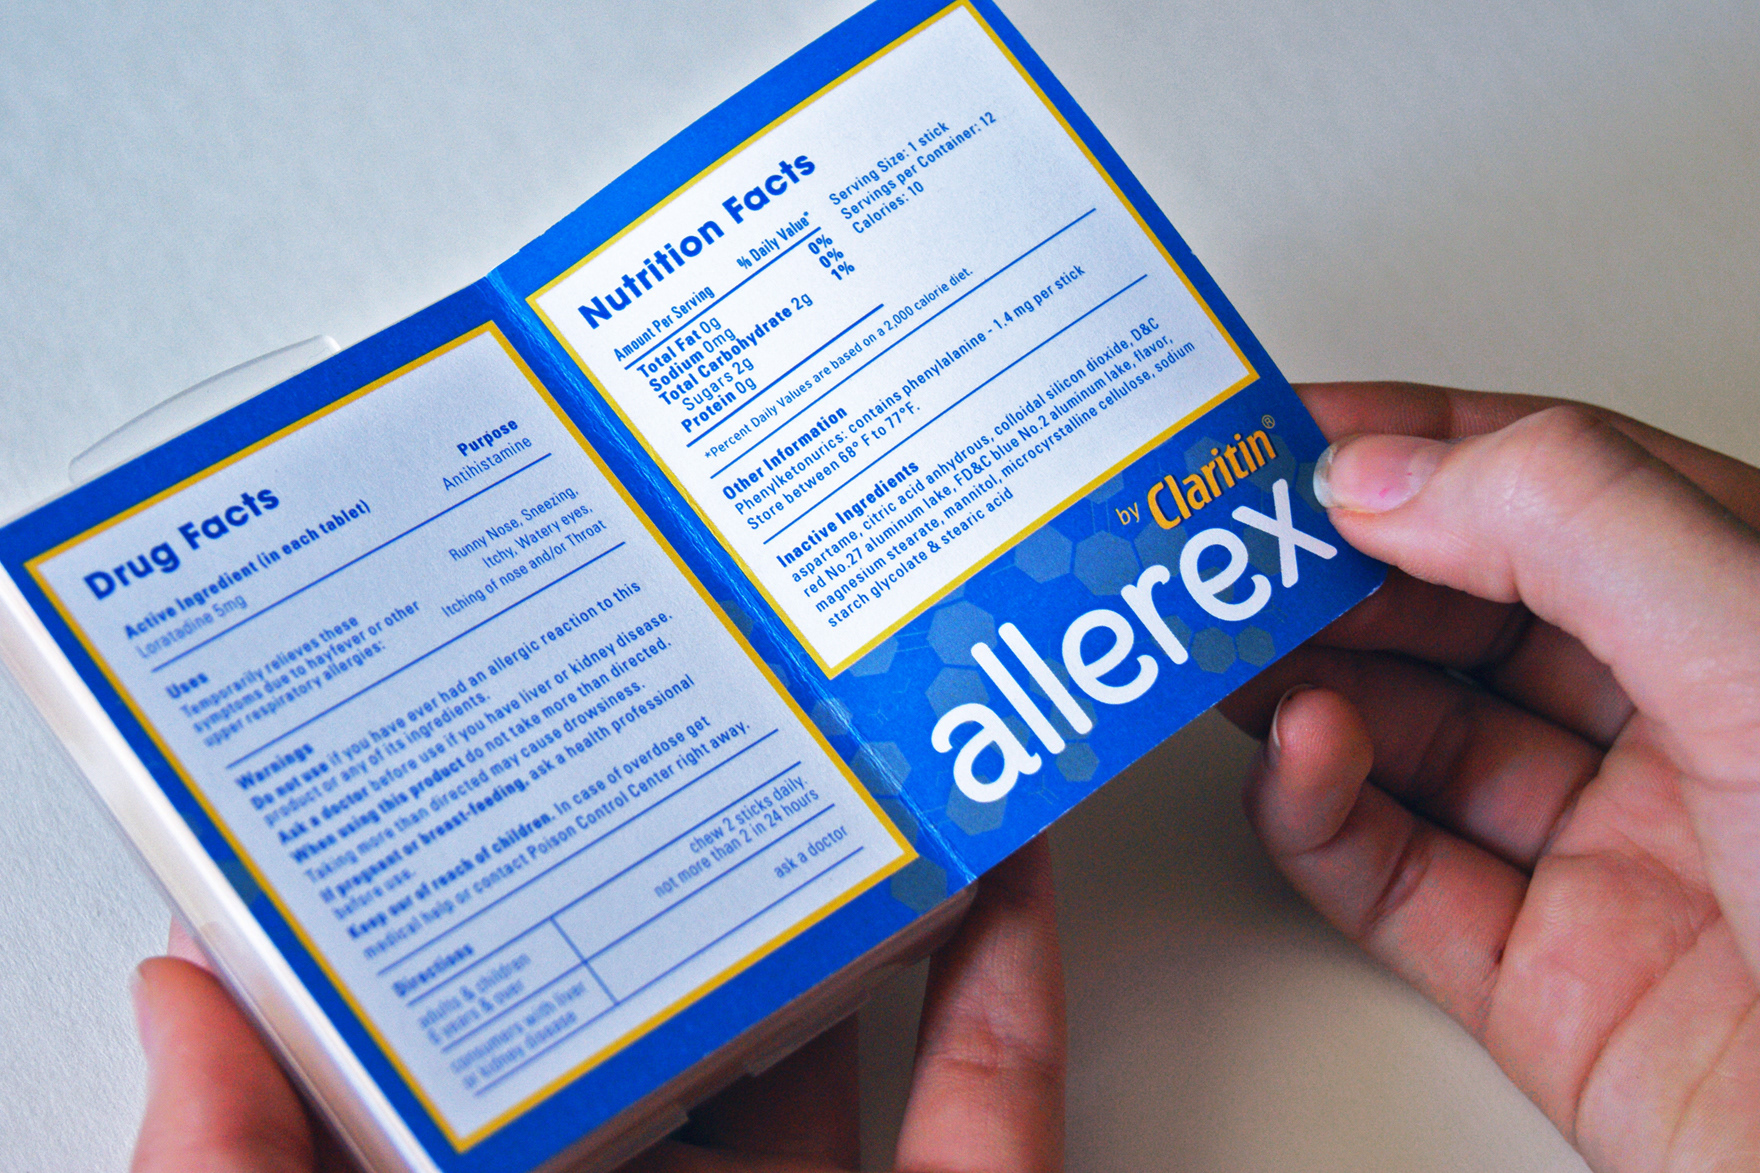 Drug Facts
Active Ingredient (in each tablet) Purpose
Loratadine 5mg Antihistamine
Uses
Temporarily relieves these
symptoms due to hayfever or other
upper respiratory allergies:
Runny Nose, Sneezing,
Itchy, Watery eyes,
Itching of nose and/or Throat
Warnings
Do not use if you have ever had an allergic reaction to this
product or any of its ingredients.
Ask a doctor before use if you have liver or kidney disease.
When using this product do not take more than directed.
Taking more than directed may cause drowsiness.
If pregnant or breast-feeding, ask a health professional
before use.
Keep our of reach of children. In case of overdose get
medical help or contact Poison Control Center right away.
Directions
adults & children
6 years & over
chew 2 sticks daily.
not more than 2 in 24 hours
consumers with liver
or kidney disease
ask a doctor
Nutrition Facts
Serving Size: 1 stick
Servings per Container: 12
Calories: 10
Amount Per Serving % Daily Value*
Total Fat 0g 0%
Sodium 0mg 0%
Total Carbohydrate 2g 1%
Sugars 2g
Protein 0g
*Percent Daily Values are based on a 2,000 calorie diet.
Other Information
Phenylketonurics: contains phenylalanine - 1.4 mg per stick
Store between 68° F to 77°F.
Inactive Ingredients
aspartame, citric acid anhydrous, colloidal silicon dioxide, D&C
red No.27 aluminum lake, FD&C blue No.2 aluminum lake, flavor,
magnesium stearate, mannitol, microcyrstalline cellulose, sodium
starch glycolate & stearic acid
by Claritin®
allerex